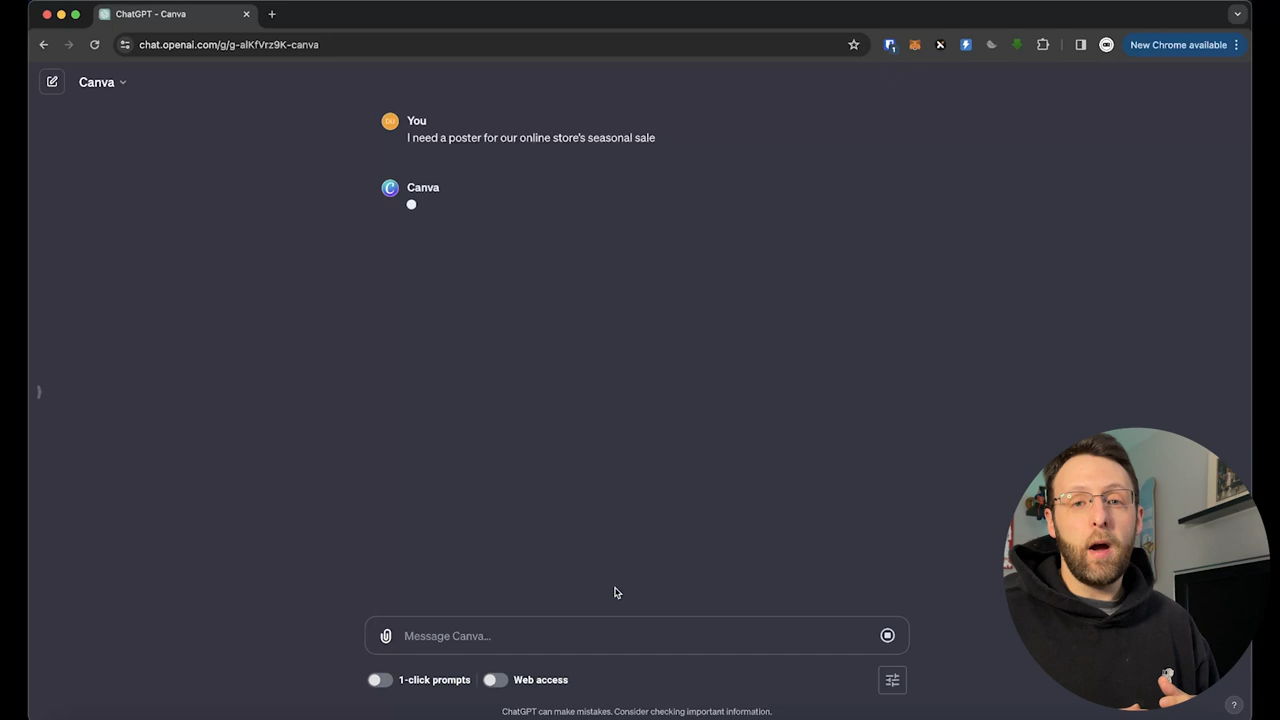 ChatGPT - Canva
chat.openai.com/g/g-alKfVrz9K-canva
New Chrome available
Canva
DU
You
I need a poster for our online store's seasonal sale
Canva
Message Canva...
1-click prompts
Web access
ChatGPT can make mistakes. Consider checking important information.
?